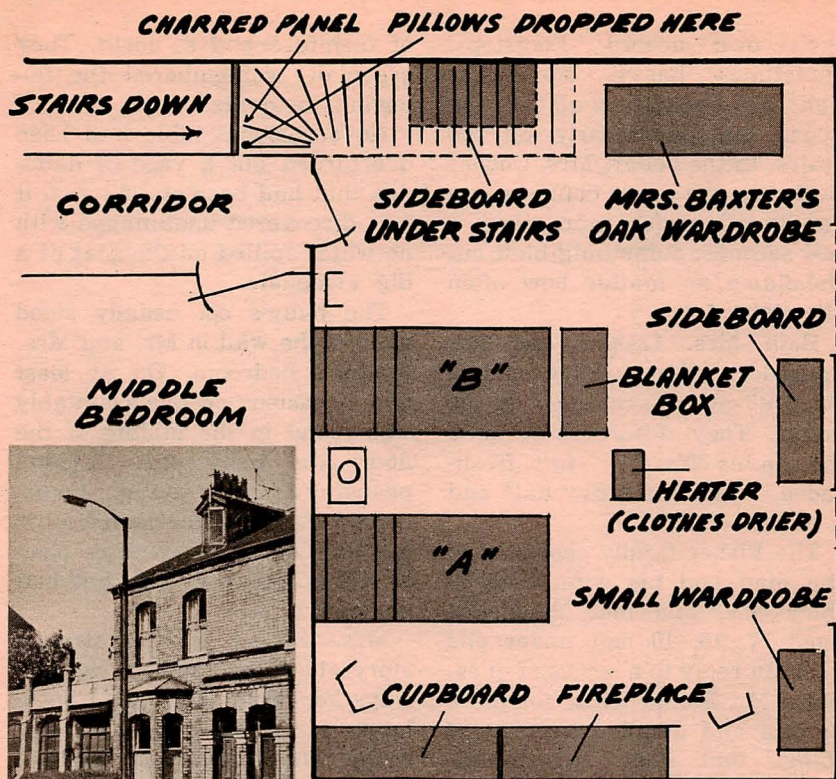 CHARRED PANEL
PILLOWS DROPPED HERE
STAIRS DOWN
CORRIDOR
SIDEBOARD
UNDER STAIRS
MRS. BAXTER'S
OAK WARDROBE
SIDEBOARD
MIDDLE
BEDROOM
"B"
BLANKET
BOX
HEATER
(CLOTHES DRIER)
"A"
SMALL WARDROBE
CUPBOARD
FIREPLACE